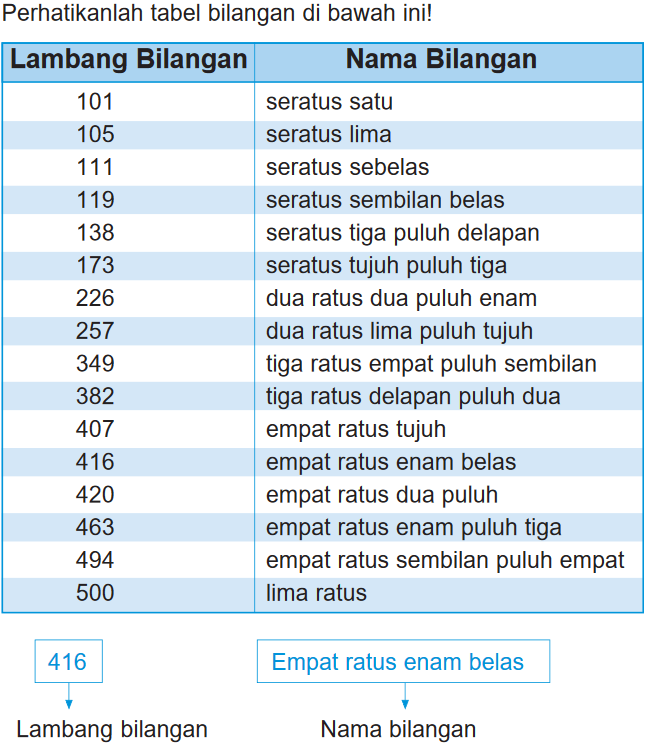 Perhatikanlah tabel bilangan di bawah ini!
Lambang Bilangan Nama Bilangan
101 seratus satu
105 seratus lima
111 seratus sebelas
119 seratus sembilan belas
138 seratus tiga puluh delapan
173 seratus tujuh puluh tiga
226 dua ratus dua puluh enam
257 dua ratus lima puluh tujuh
349 tiga ratus empat puluh sembilan
382 tiga ratus delapan puluh dua
407 empat ratus tujuh
416 empat ratus enam belas
420 empat ratus dua puluh
463 empat ratus enam puluh tiga
494 empat ratus sembilan puluh empat
500 lima ratus
416 Empat ratus enam belas
Lambang bilangan Nama bilangan